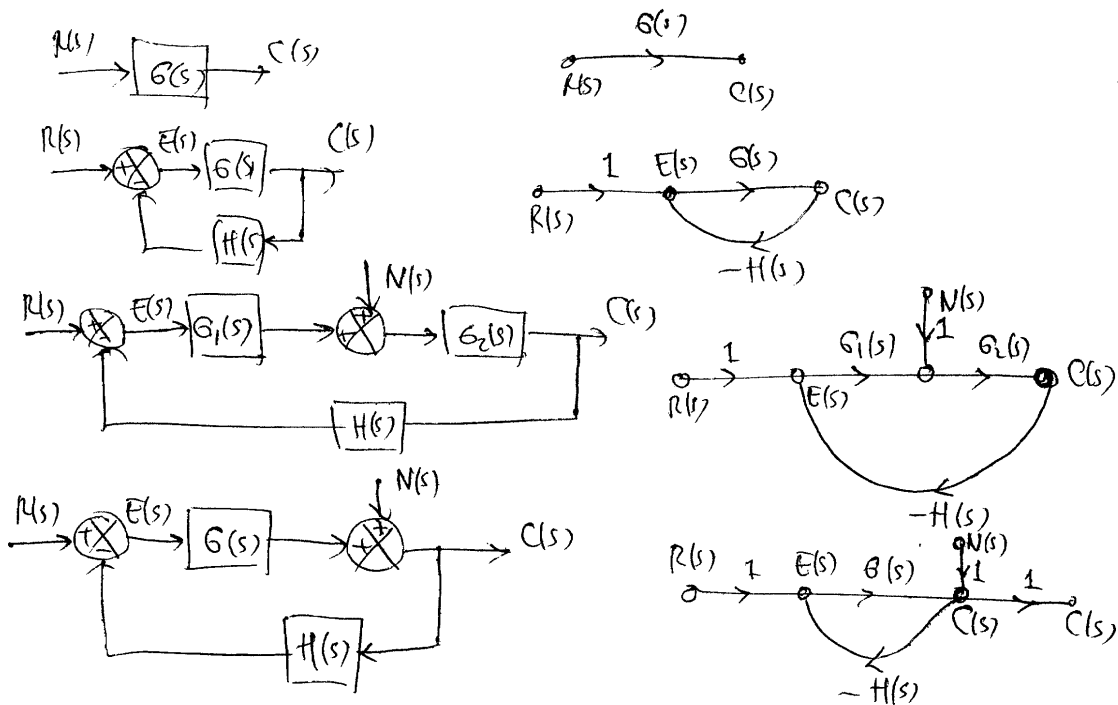 R(s) G(s) C(s)
G(s)
R(s) C(s)
R(s) + - E(s) G(s) C(s)
H(s)
1 E(s) G(s)
R(s) C(s)
-H(s)
N(s)
R(s) + E(s) G₁(s) + + G₂(s) C(s)
H(s)
N(s)
1
1 G₁(s) G₂(s) C(s)
R(s) E(s)
-H(s)
N(s)
R(s) + - E(s) G(s) + + C(s)
H(s)
N(s)
R(s) 1 E(s) G(s) 1 1
C(s) C(s)
-H(s)